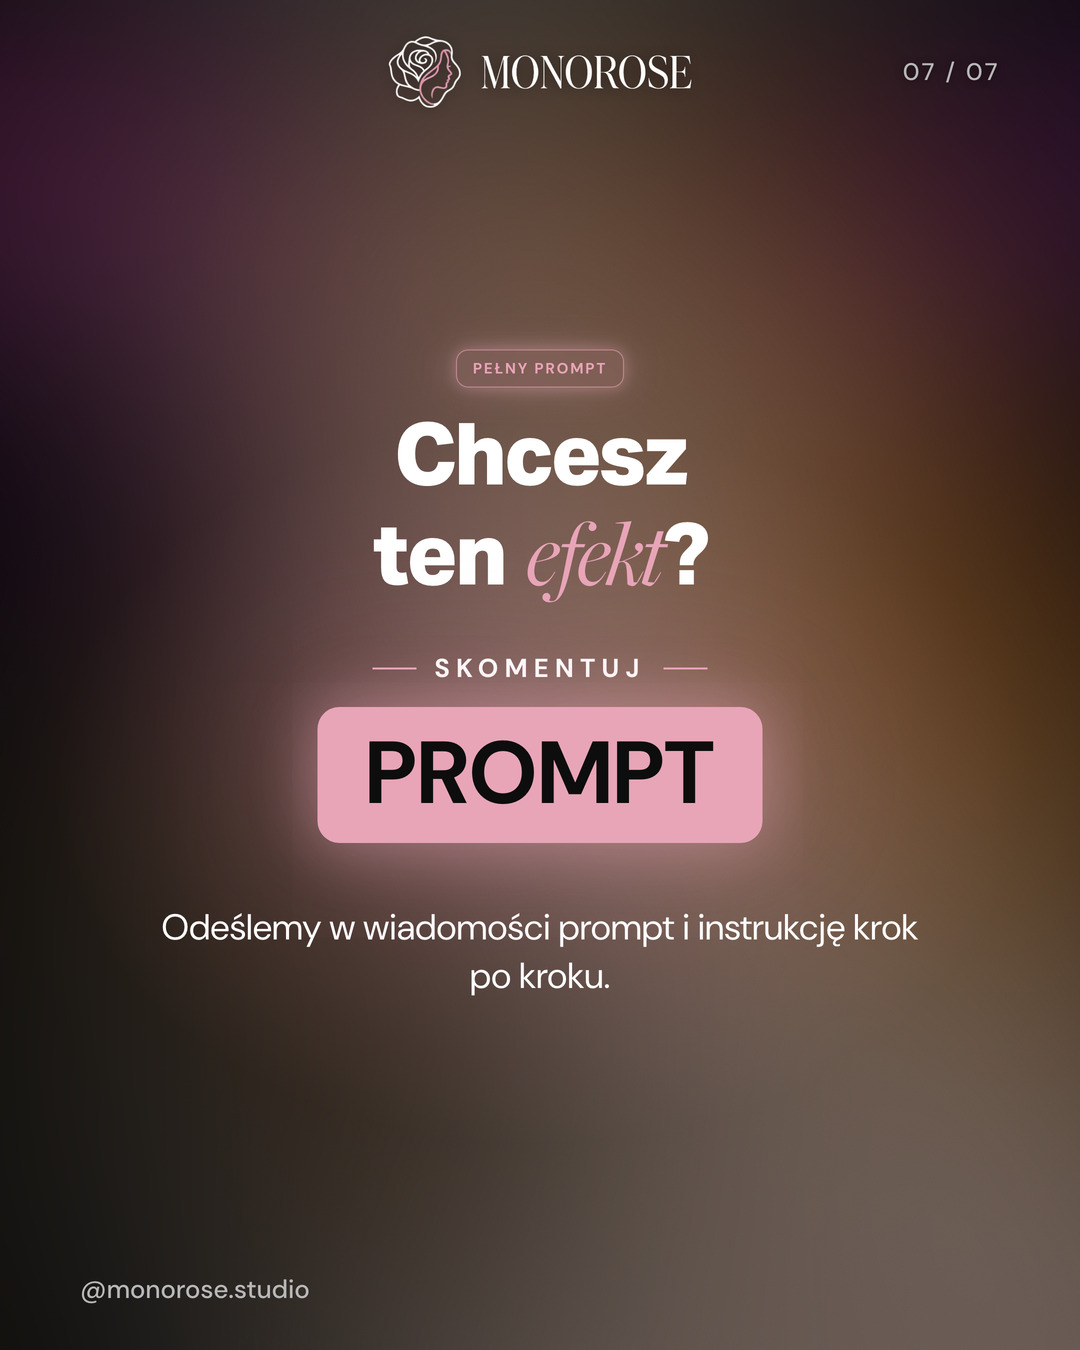 MONOROSE
07 / 07
PEŁNY PROMPT
Chcesz
ten efekt?
SKOMENTUJ
PROMPT
Odeślemy w wiadomości prompt i instrukcję krok
po kroku.
@monorose.studio